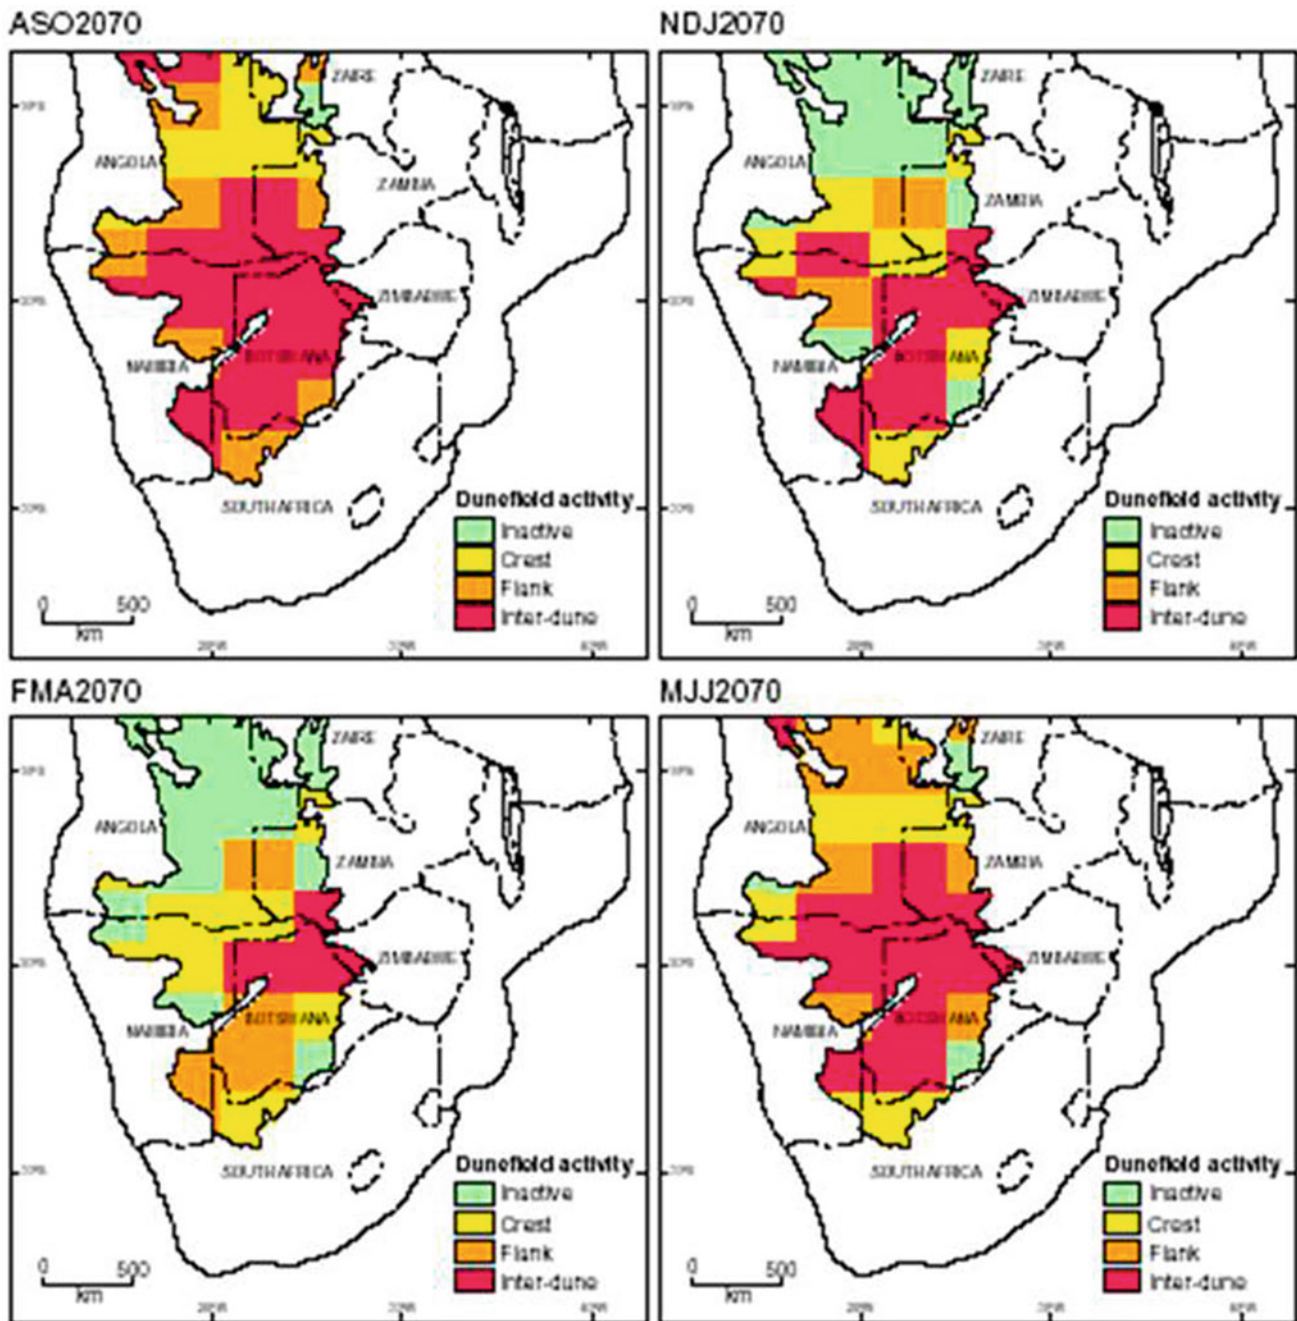 ASO2070
ZAIRE
ANGOLA
ZAMBIA
ZIMBABWE
NAMIBIA
BOTSWANA
SOUTH AFRICA
Dunefield activity
Inactive
Crest
Flank
Inter-dune
0 500
km
NDJ2070
ZAIRE
ANGOLA
ZAMBIA
ZIMBABWE
NAMIBIA
BOTSWANA
SOUTH AFRICA
Dunefield activity
Inactive
Crest
Flank
Inter-dune
0 500
km
FMA2070
ZAIRE
ANGOLA
ZAMBIA
ZIMBABWE
NAMIBIA
BOTSWANA
SOUTH AFRICA
Dunefield activity
Inactive
Crest
Flank
Inter-dune
0 500
km
MJJ2070
ZAIRE
ANGOLA
ZAMBIA
ZIMBABWE
NAMIBIA
BOTSWANA
SOUTH AFRICA
Dunefield activity
Inactive
Crest
Flank
Inter-dune
0 500
km